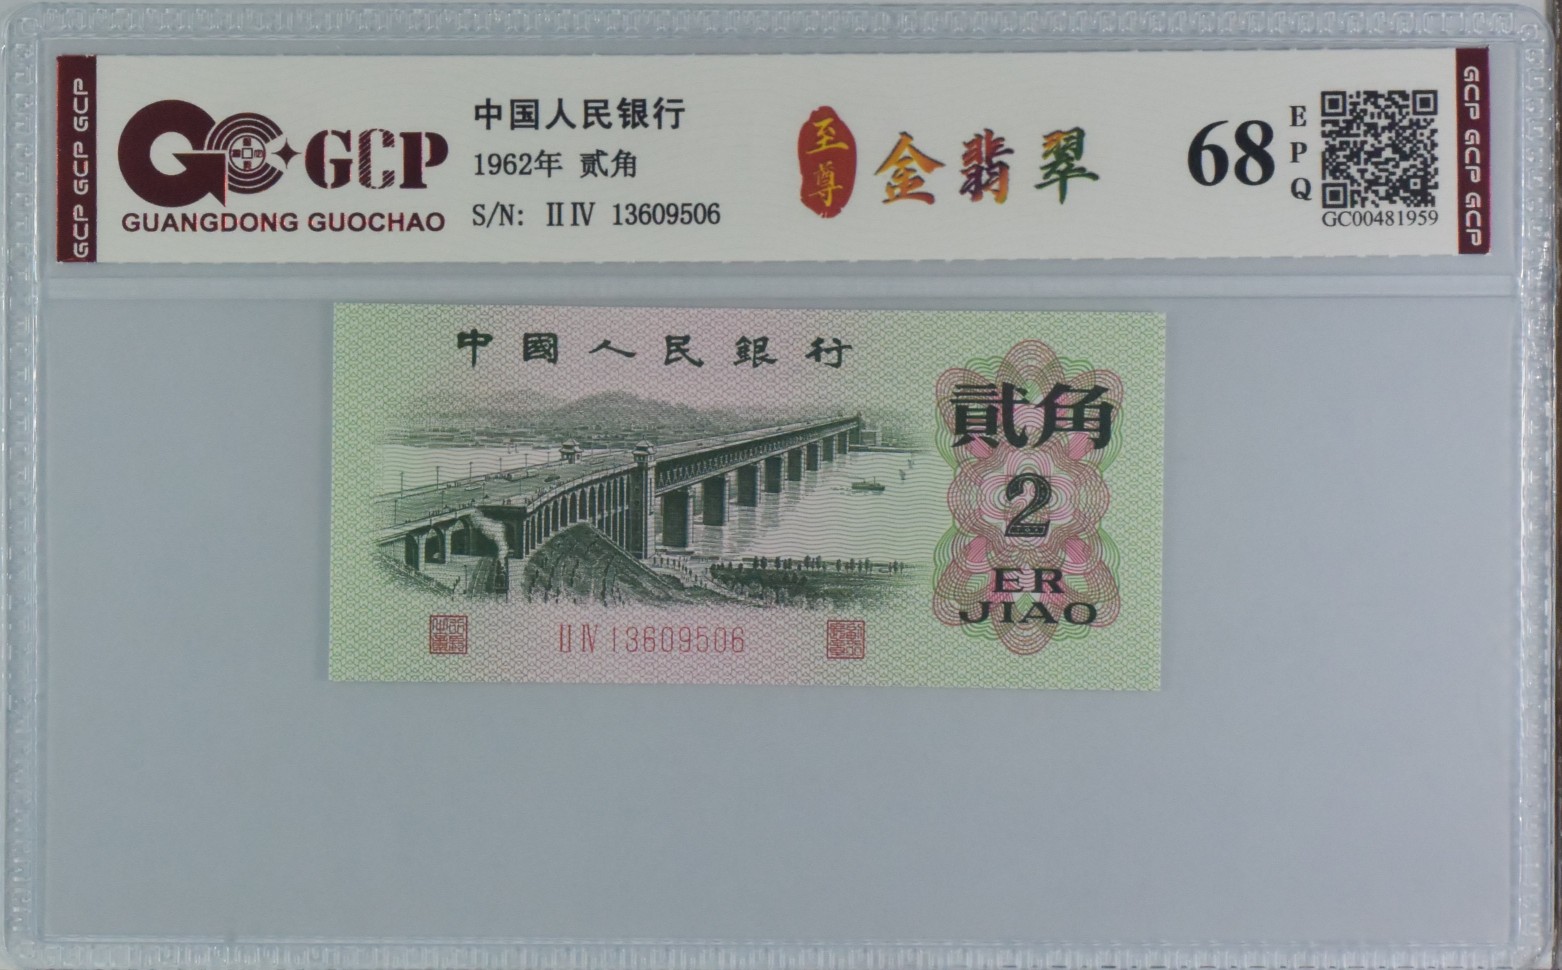 GCP GCP GCP
GCP
GUANGDONG GUOCHAO
中国人民银行
1962年 贰角
S/N: ⅡⅣ 13609506
至尊
金翡翠
68
EPQ
GC00481959
GCP GCP GCP
中國人民銀行
貳角
2
ER
JIAO
ⅡⅣ 13609506